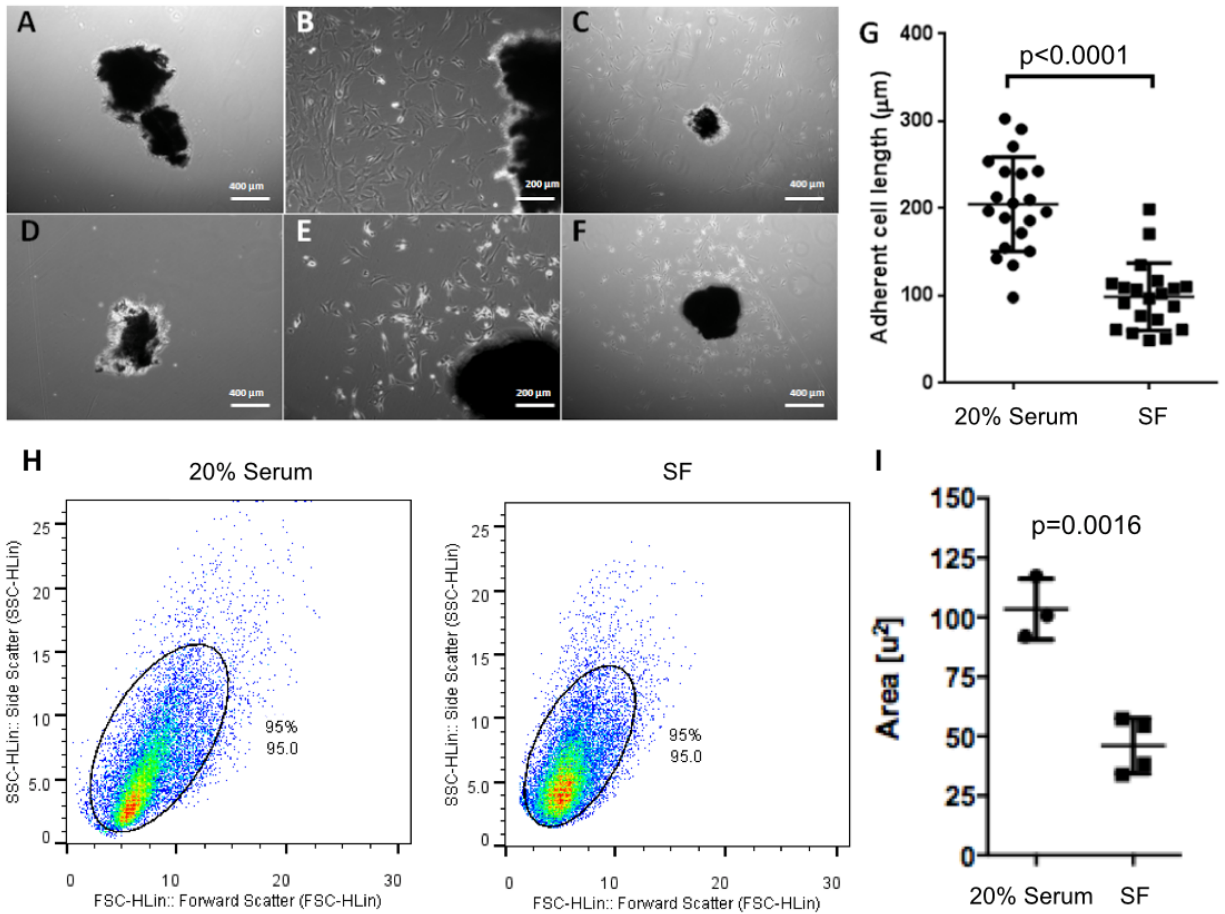 A
400 µm
B
200 µm
C
400 µm
D
400 µm
E
200 µm
F
400 µm
G
400
300
200
100
0
Adherent cell length (µm)
p<0.0001
20% Serum
SF
H
20% Serum
25
20
15
10
5.0
0
SSC-HLin:: Side Scatter (SSC-HLin)
95%
95.0
0
10
20
30
FSC-HLin:: Forward Scatter (FSC-HLin)
SF
25
20
15
10
5.0
0
SSC-HLin:: Side Scatter (SSC-HLin)
95%
95.0
0
10
20
30
FSC-HLin:: Forward Scatter (FSC-HLin)
I
150
125
100
75
50
25
0
Area [u²]
p=0.0016
20% Serum
SF